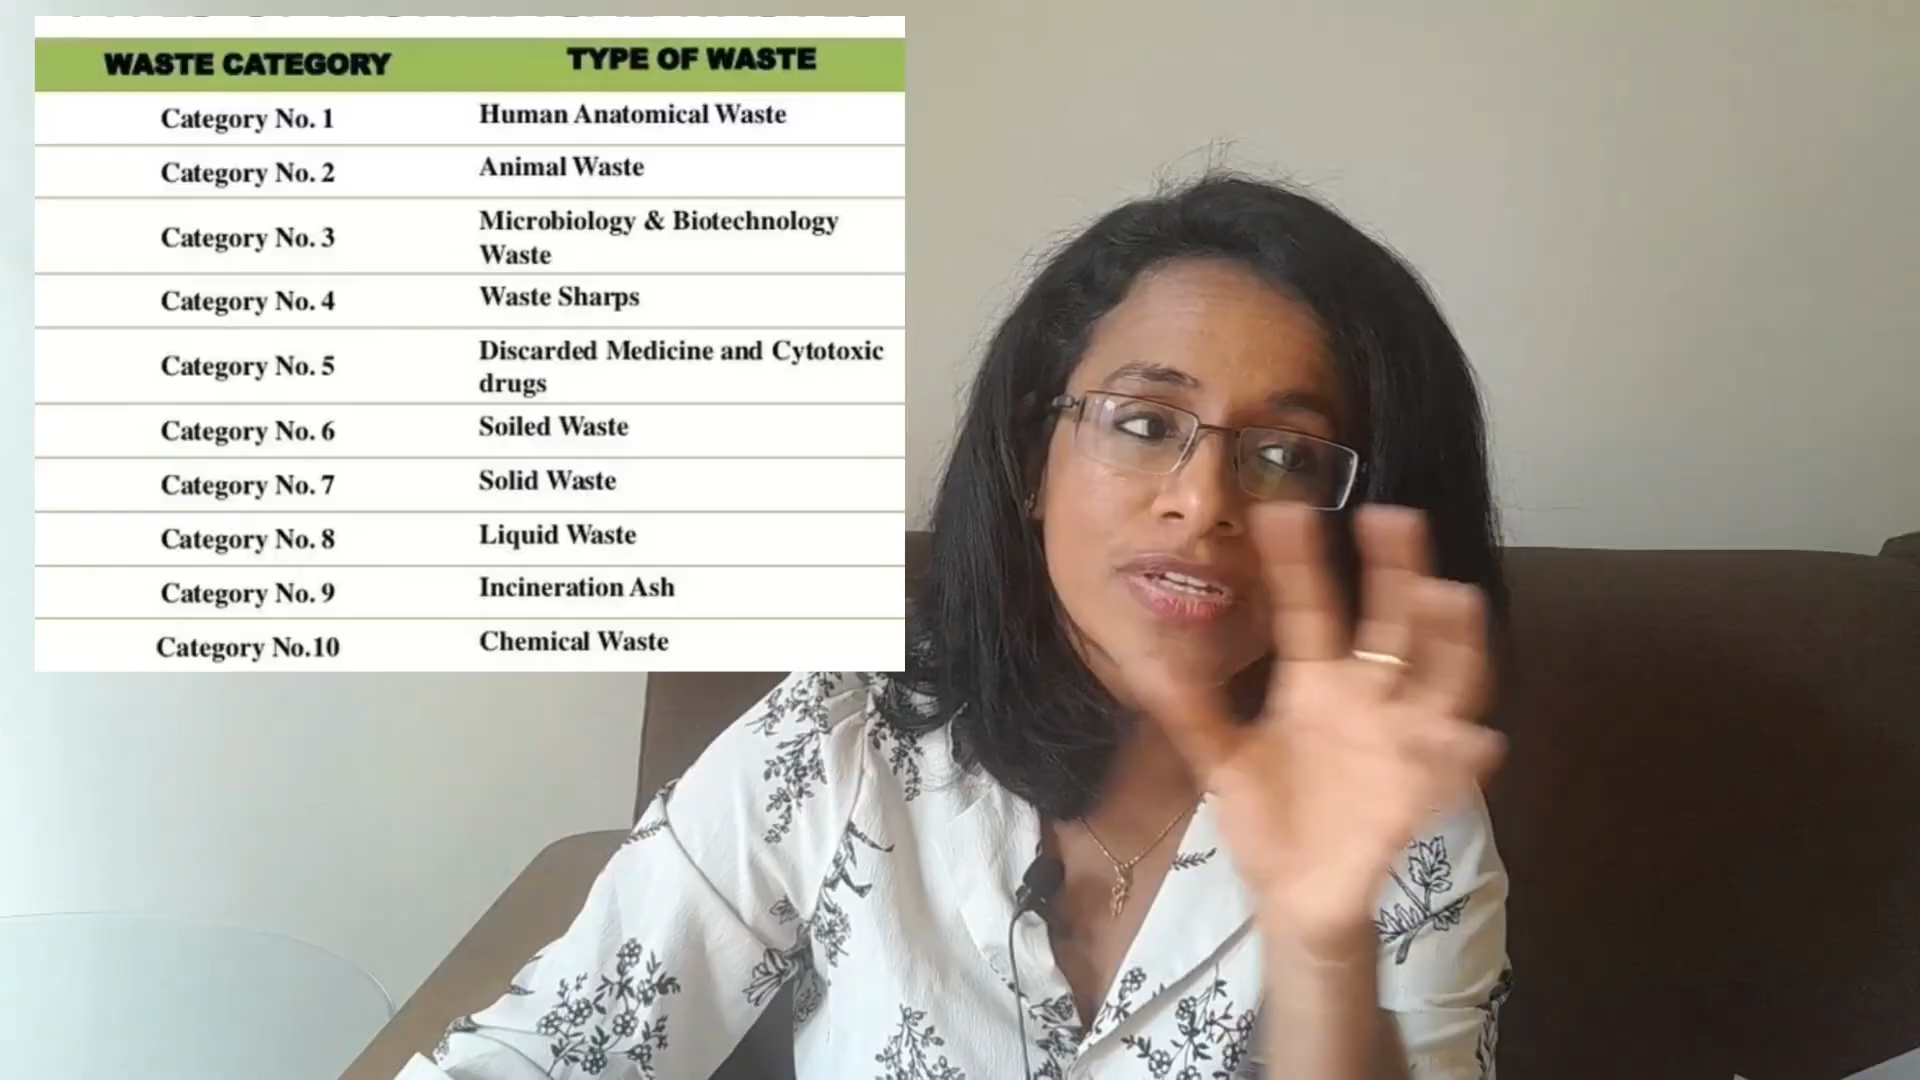 WASTE CATEGORY TYPE OF WASTE
Category No. 1 Human Anatomical Waste
Category No. 2 Animal Waste
Category No. 3 Microbiology & Biotechnology
Waste
Category No. 4 Waste Sharps
Category No. 5 Discarded Medicine and Cytotoxic
drugs
Category No. 6 Soiled Waste
Category No. 7 Solid Waste
Category No. 8 Liquid Waste
Category No. 9 Incineration Ash
Category No.10 Chemical Waste